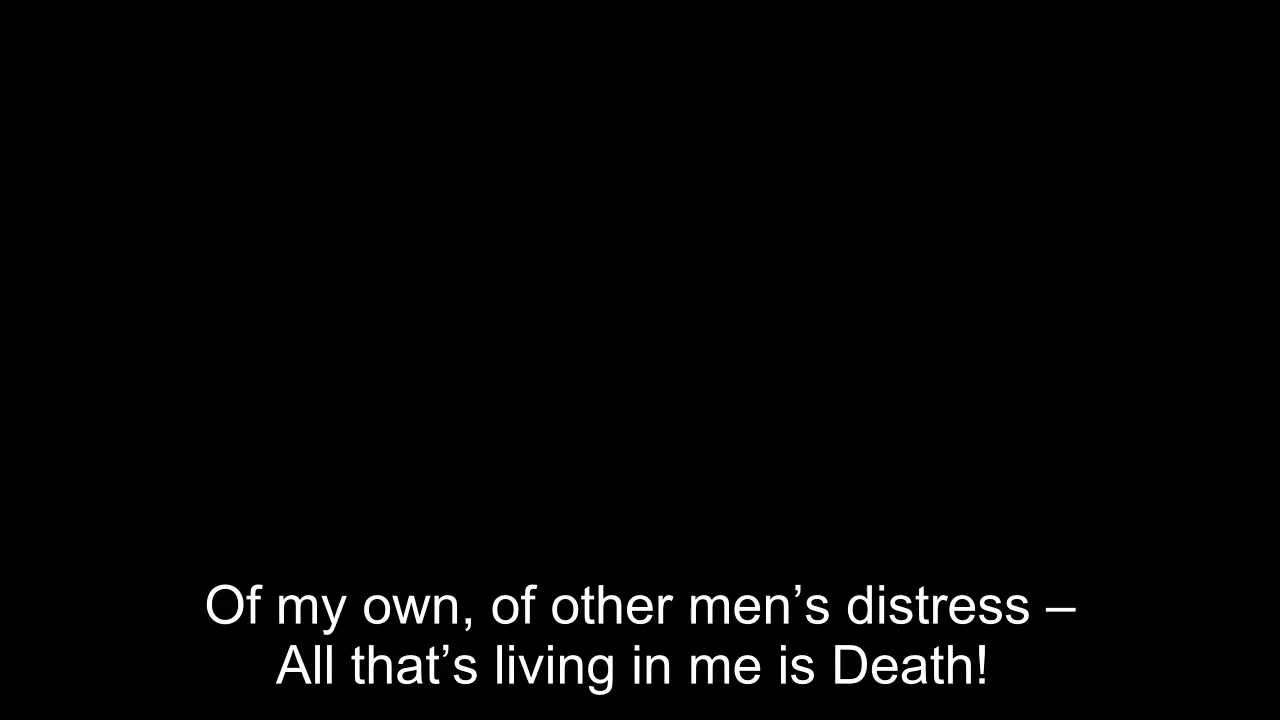 Of my own, of other men’s distress –
All that’s living in me is Death!